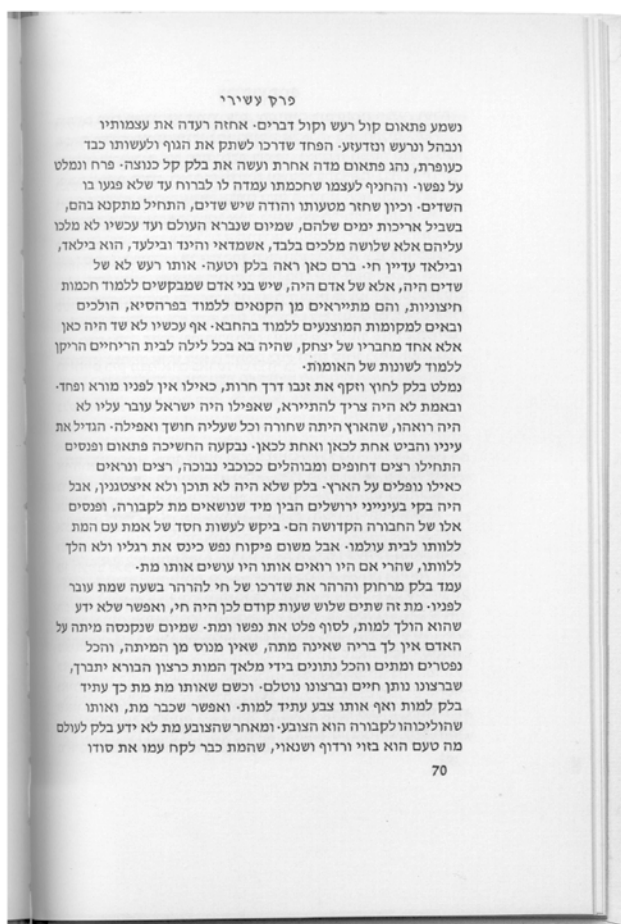 פרק עשירי
נשמע פתאום קול רעש וקול דברים. אחזה רעדה את עצמותיו
ונבהל ונרעש ונזדעזע. הפחד שדרכו לשתק את הגוף ולעשותו כבד
כעופרת, נהג פתאום מדה אחרת ועשה את בלק קל כנוצה. פרח ונמלט
על נפשו. והחניף לעצמו שחכמתו עמדה לו לברוח עד שלא פגעו בו
השדים. וכיון שחזר מטעותו והודה שיש שדים, התחיל מתקנא בהם,
בשביל אריכות ימים שלהם, שמיום שנברא העולם ועד עכשיו לא מלכו
עליהם אלא שלושה מלכים בלבד, אשמדאי והינד ובילעד, הוא בילאד,
ובילאד עדיין חי. ברם כאן ראה בלק וטעה. אותו רעש לא של
שדים היה, אלא של אדם היה, שיש בני אדם שמבקשים ללמוד חכמות
חיצוניות, והם מתייראים מן הקנאים ללמוד בפרהסיא, הולכים
ובאים למקומות המוצנעים ללמוד בהחבא. אף עכשיו לא שד היה כאן
אלא אחד מחבריו של יצחק, שהיה בא בכל לילה לבית הריחיים הריקן
ללמוד לשונות של האומות.
נמלט בלק לחוץ וזקף את זנבו דרך חרות, כאילו אין לפניו מורא ופחד.
ובאמת לא היה צריך להתיירא, שאפילו היה ישראל עובר עליו לא
היה רואהו, שהארץ היתה שחורה וכל שעליה חושך ואפילה. הגדיל את
עיניו והביט אחת לכאן ואחת לכאן. נבקעה החשיכה פתאום ופנסים
התחילו רצים דחופים ומבוהלים ככוכבי נבוכה, רצים ונראים
כאילו נופלים על הארץ. בלק שלא היה לא תוכן ולא איצטגנין, אבל
היה בקי בעינייני ירושלים הבין מיד שנושאים מת לקבורה, ופנסים
אלו של החבורה הקדושה הם. ביקש לעשות חסד של אמת עם המת
ללוותו לבית עולמו. אבל משום פיקוח נפש כינס את רגליו ולא הלך
ללוותו, שהרי אם היו רואים אותו היו עושים אותו מת.
עמד בלק מרחוק והרהר את שדרכו של חי להרהר בשעה שמת עובר
לפניו. מת זה שתים שלוש שעות קודם לכן היה חי, ואפשר שלא ידע
שהוא הולך למות, לסוף פלט את נפשו ומת. שמיום שנקנסה מיתה על
האדם אין לך בריה שאינה מתה, שאין מנוס מן המיתה, והכל
נפטרים ומתים והכל נתונים בידי מלאך המות כרצון הבורא יתברך,
שברצונו נותן חיים וברצונו נוטלם. וכשם שאותו מת מת כך עתיד
בלק למות ואף אותו צבע עתיד למות. ואפשר שכבר מת, ואותו
שהוליכוהו לקבורה הוא הצובע. ומאחר שהצובע מת לא ידע בלק לעולם
מה טעם הוא בזוי ורדוף ושנאוי, שהמת כבר לקח עמו את סודו
70